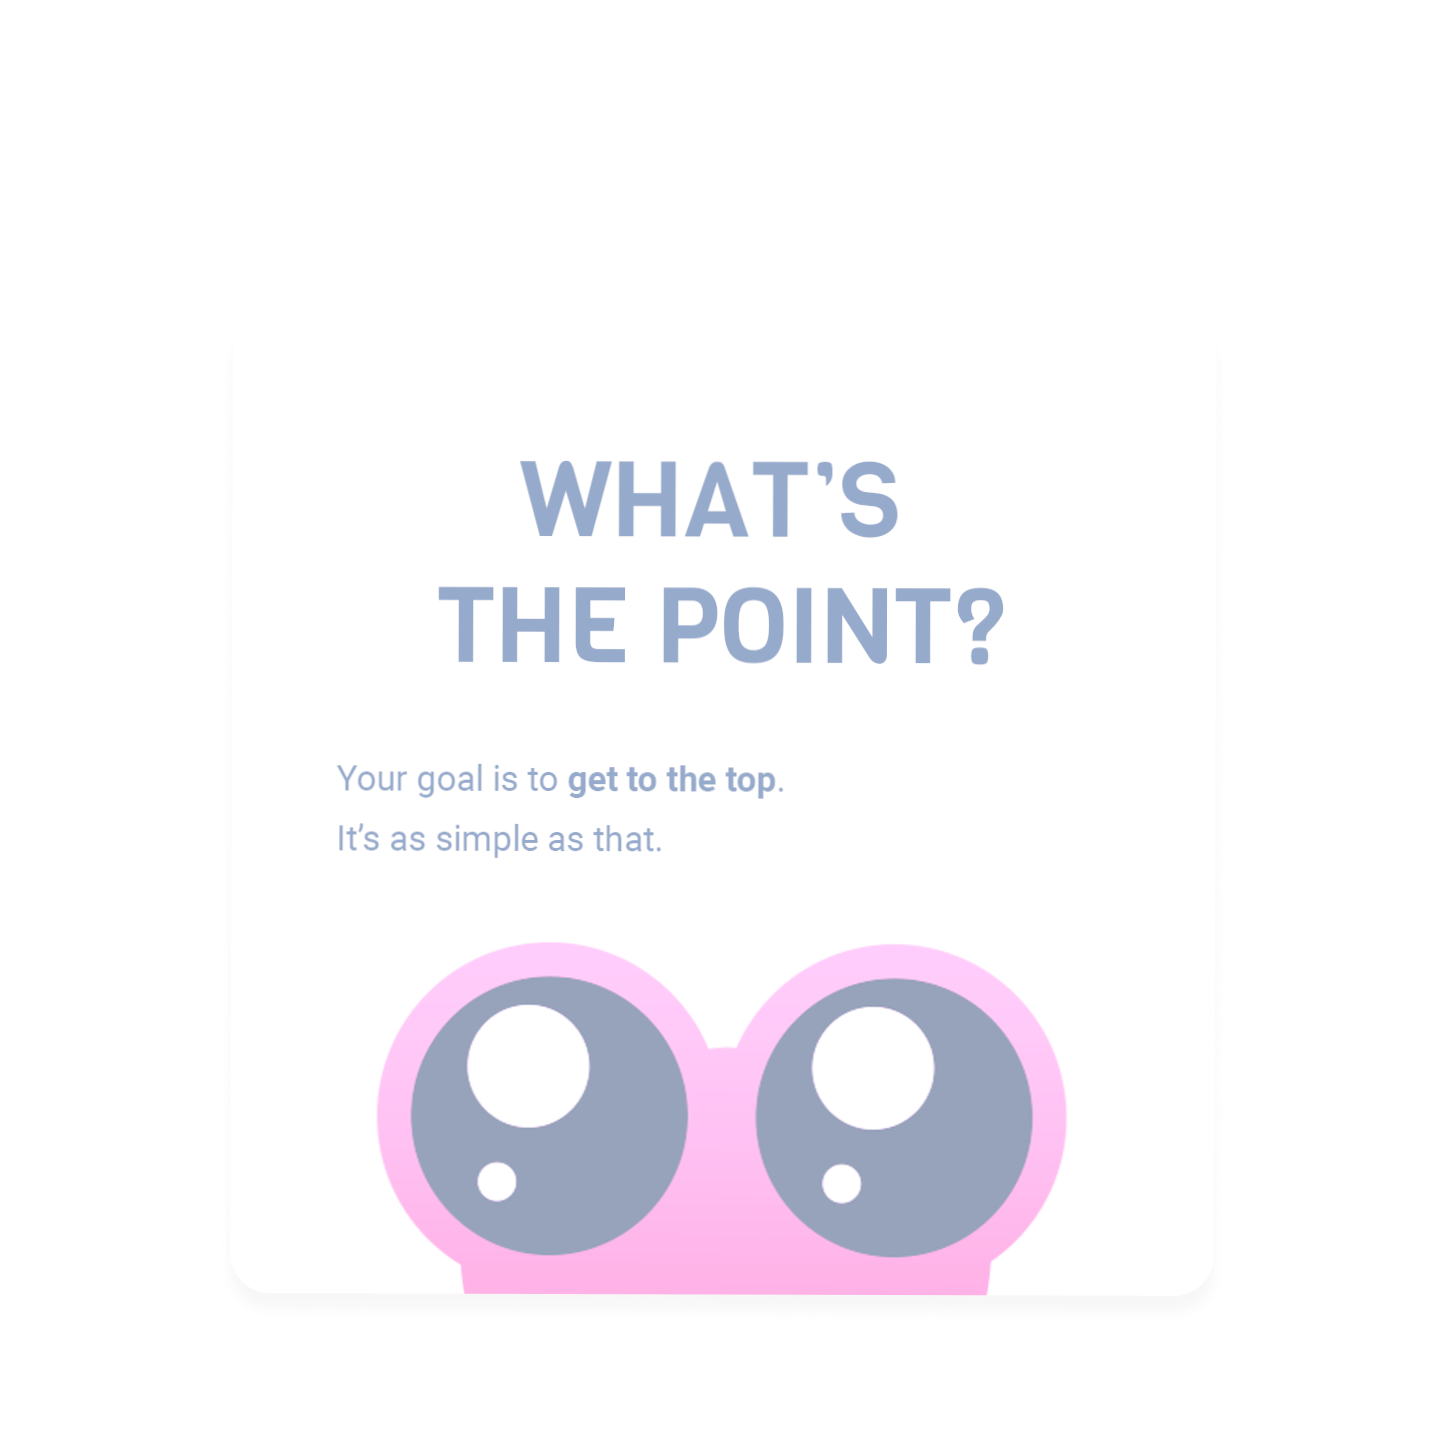 WHAT’S
THE POINT?
Your goal is to get to the top.
It’s as simple as that.